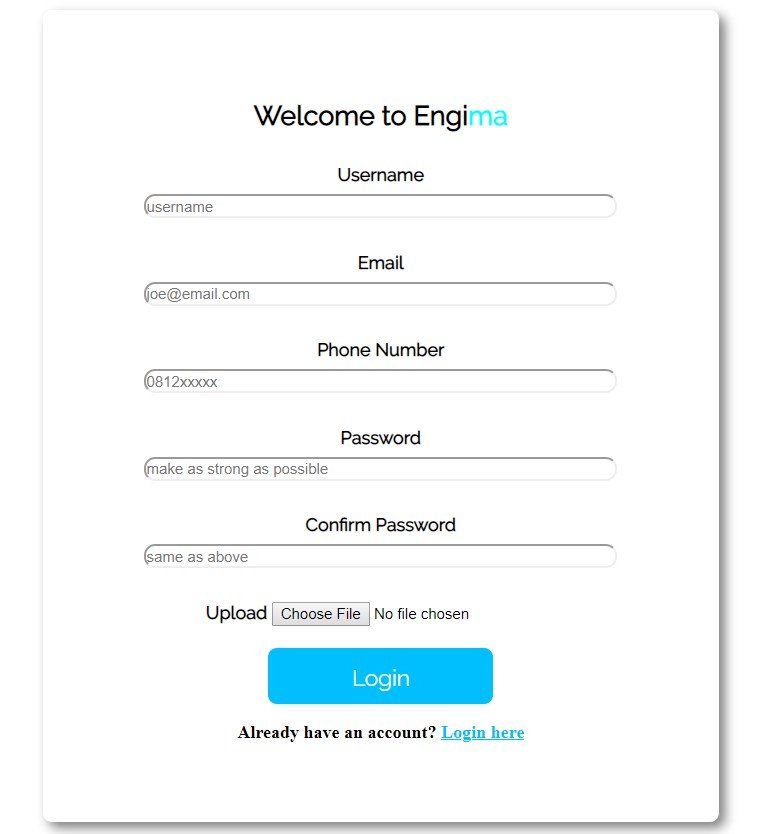 Welcome to Engima
Username
username
Email
joe@email.com
Phone Number
0812xxxxx
Password
make as strong as possible
Confirm Password
same as above
Upload Choose File No file chosen
Login
Already have an account? Login here